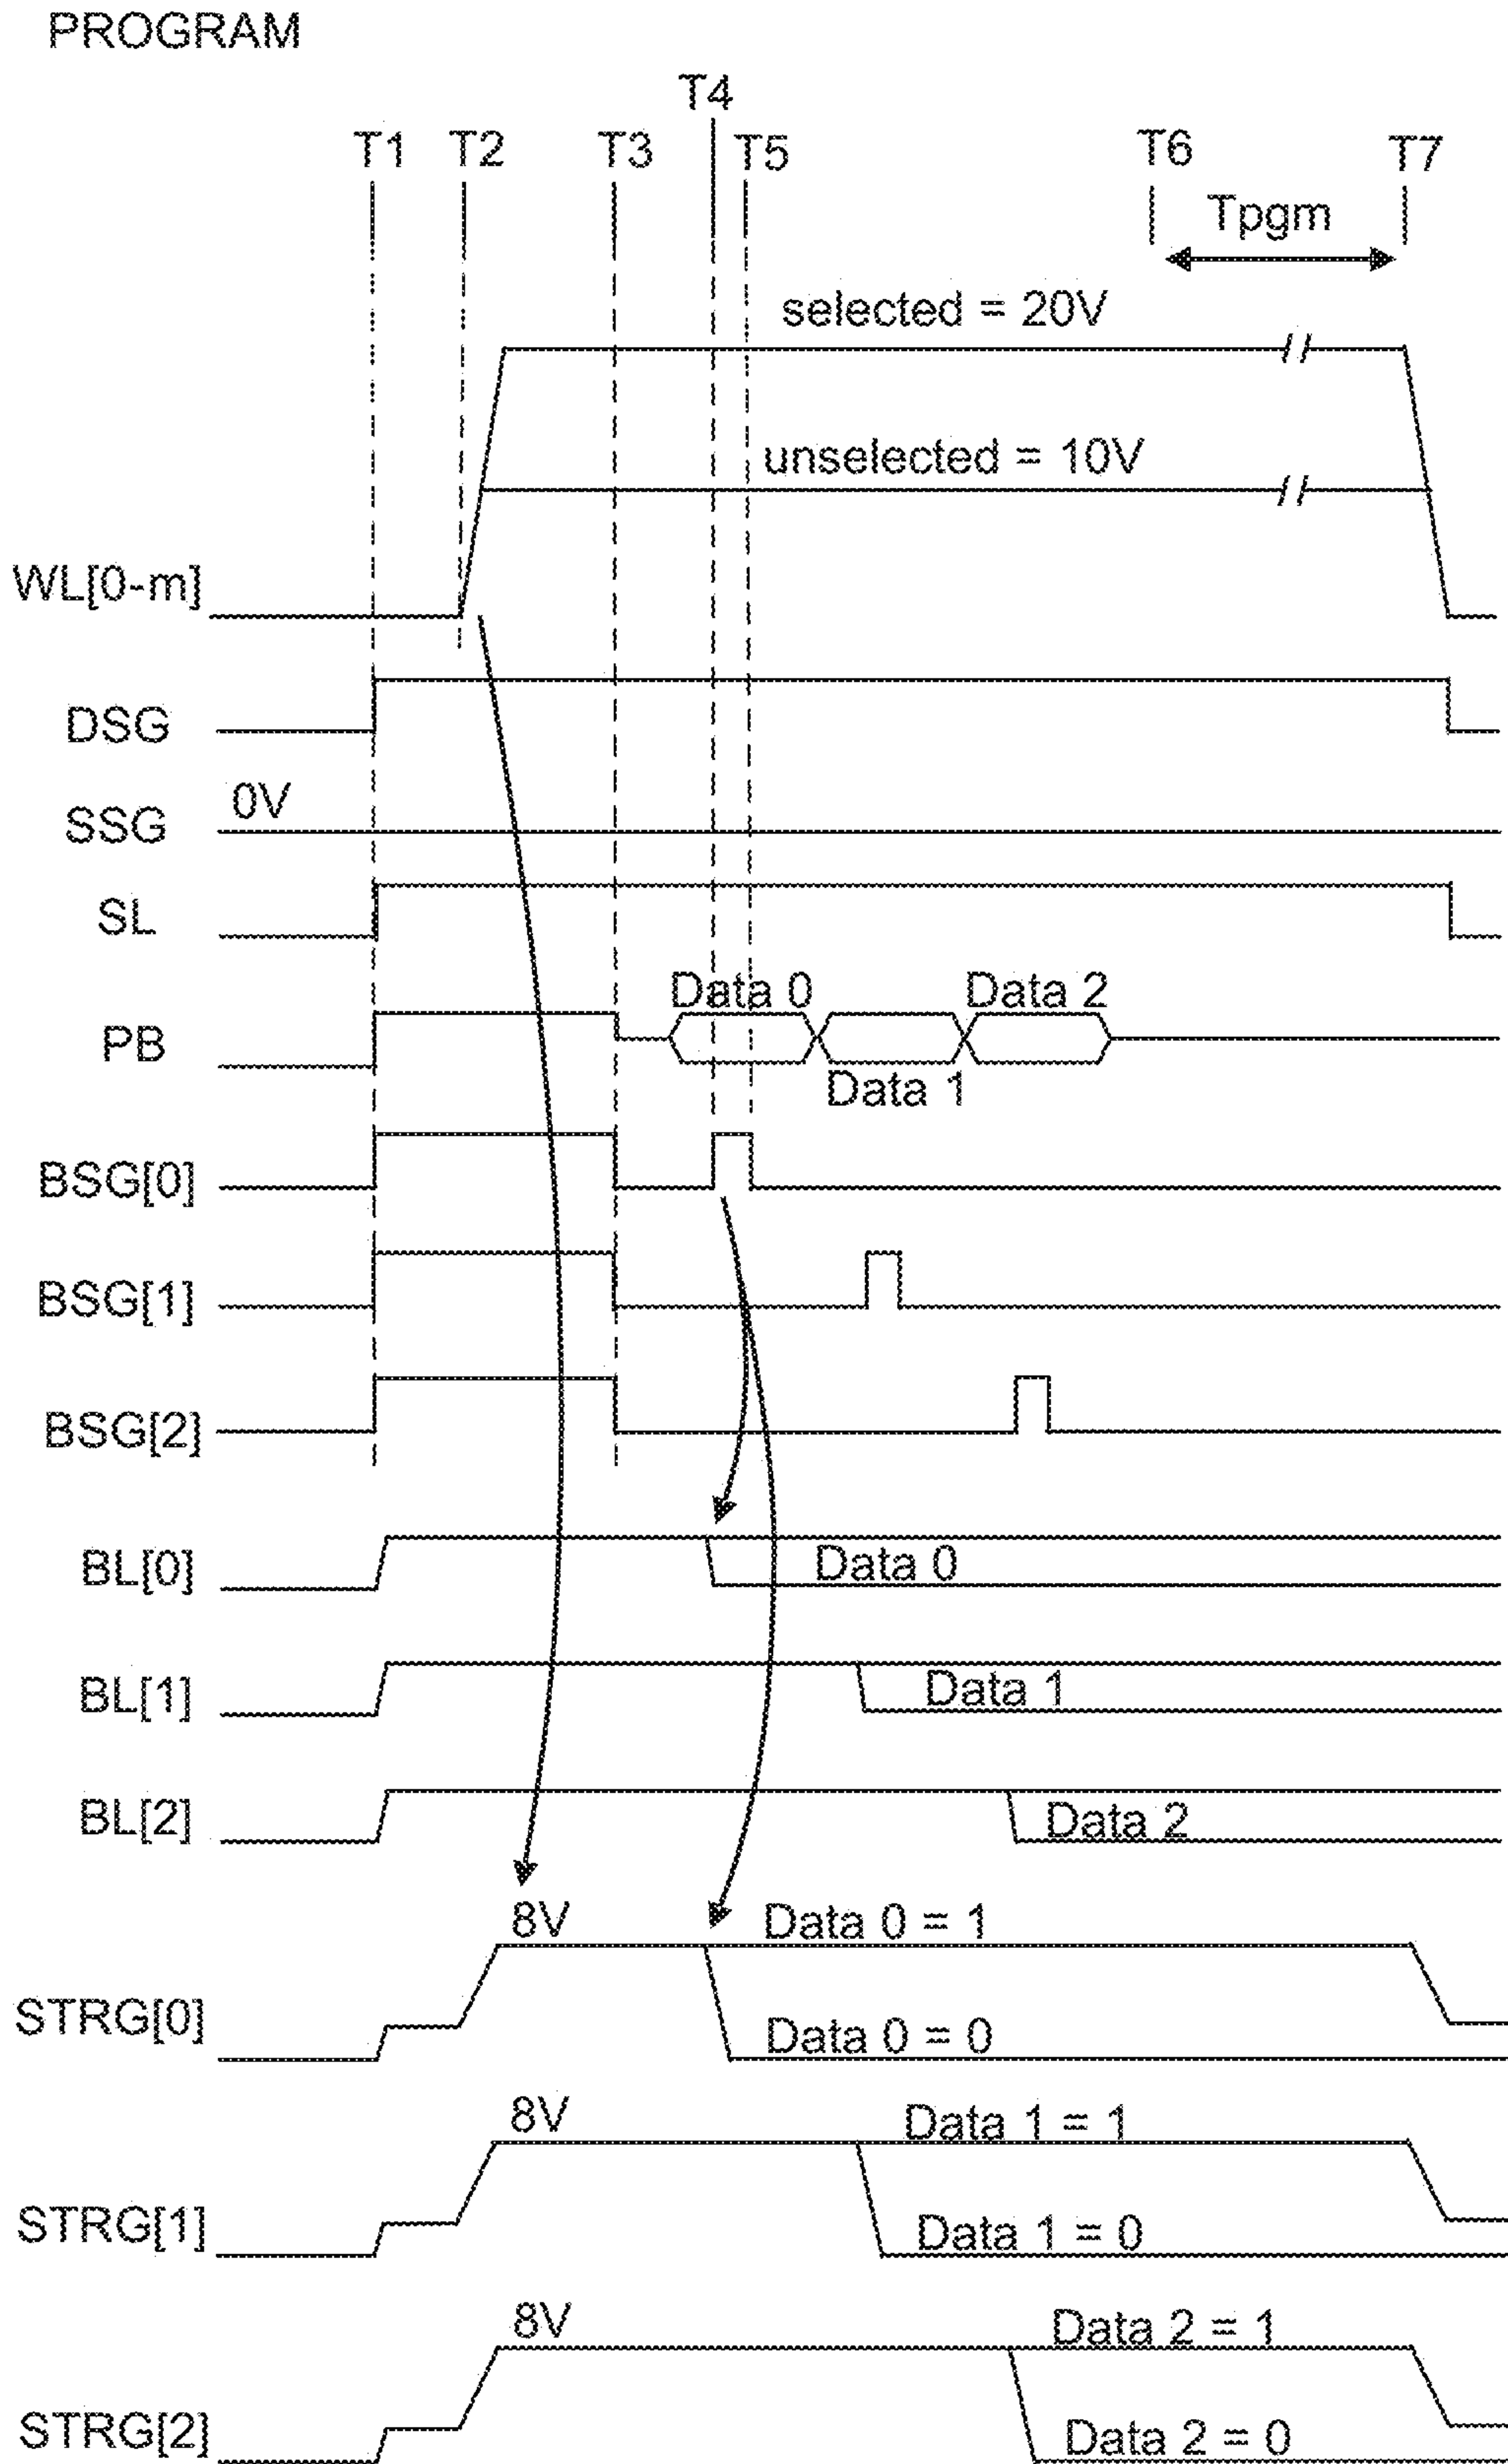 PROGRAM
T4
T1 T2 T3 T5 T6 T7
Tpgm
selected = 20V
unselected = 10V
WL[0-m]
DSG
0V
SSG
SL
Data 0 Data 2
PB
Data 1
BSG[0]
BSG[1]
BSG[2]
BL[0] Data 0
BL[1] Data 1
BL[2] Data 2
8V Data 0 = 1
STRG[0] Data 0 = 0
8V Data 1 = 1
STRG[1] Data 1 = 0
8V Data 2 = 1
STRG[2] Data 2 = 0